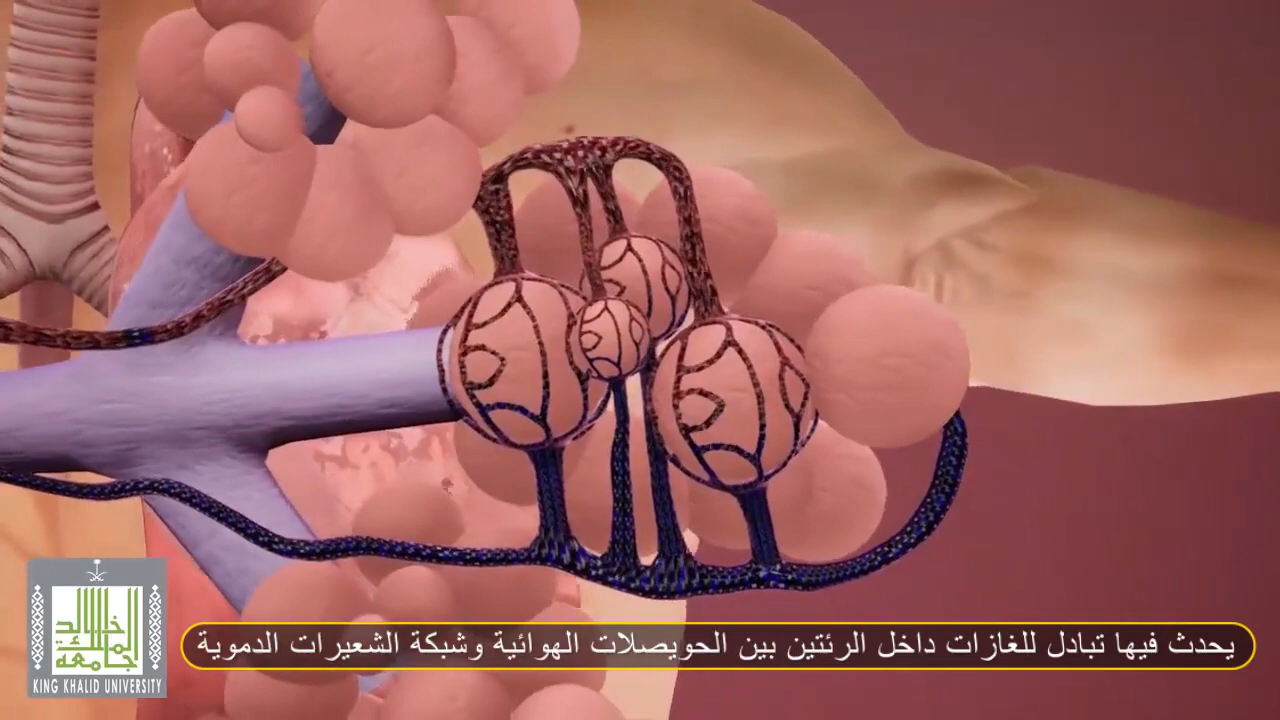 جامعة
الملك
خالد
KING KHALID UNIVERSITY
يحدث فيها تبادل للغازات داخل الرئتين بين الحويصلات الهوائية وشبكة الشعيرات الدموية